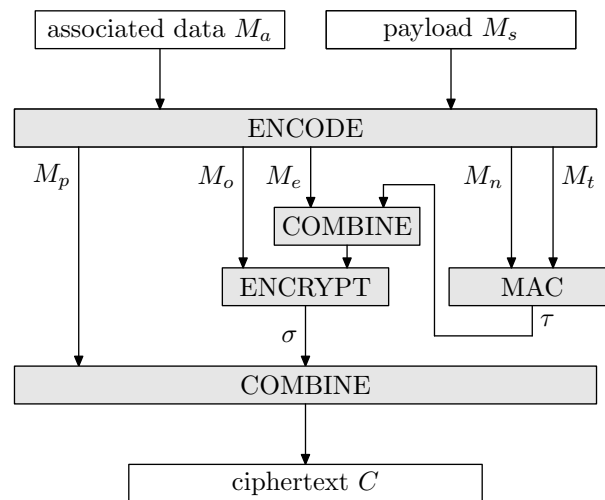 associated data M_a
payload M_s
ENCODE
M_p
M_o
M_e
M_n
M_t
COMBINE
ENCRYPT
MAC
σ
τ
COMBINE
ciphertext C